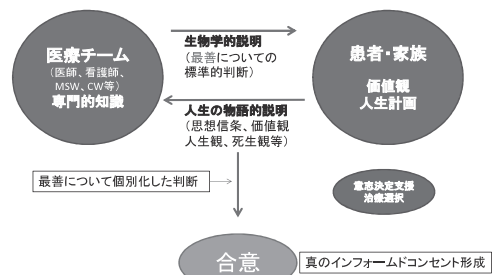 医療チーム
（医師、看護師、
MSW、CW等）
専門的知識
生物学的説明
（最善についての
標準的判断）
患者・家族
価値観
人生計画
人生の物語的説明
（思想信条、価値観
人生観、死生観等）
最善について個別化した判断
意思決定支援
治療選択
合意
真のインフォームドコンセント形成